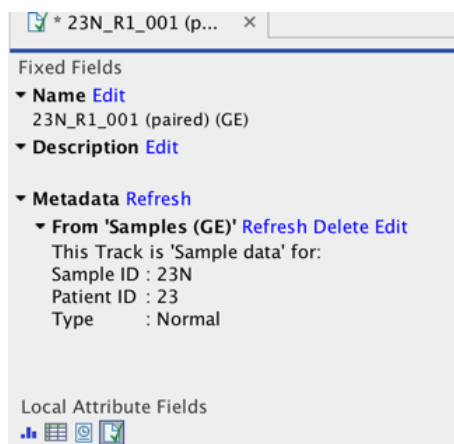 * 23N_R1_001 (p... ×
Fixed Fields
Name Edit
23N_R1_001 (paired) (GE)
Description Edit
Metadata Refresh
From 'Samples (GE)' Refresh Delete Edit
This Track is 'Sample data' for:
Sample ID : 23N
Patient ID : 23
Type : Normal
Local Attribute Fields